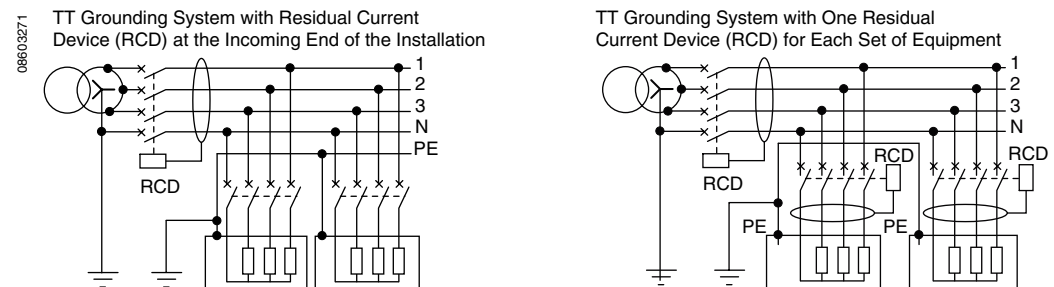 08603271
TT Grounding System with Residual Current
Device (RCD) at the Incoming End of the Installation
1
2
3
N
PE
RCD
TT Grounding System with One Residual
Current Device (RCD) for Each Set of Equipment
1
2
3
N
RCD
RCD
RCD
PE
PE